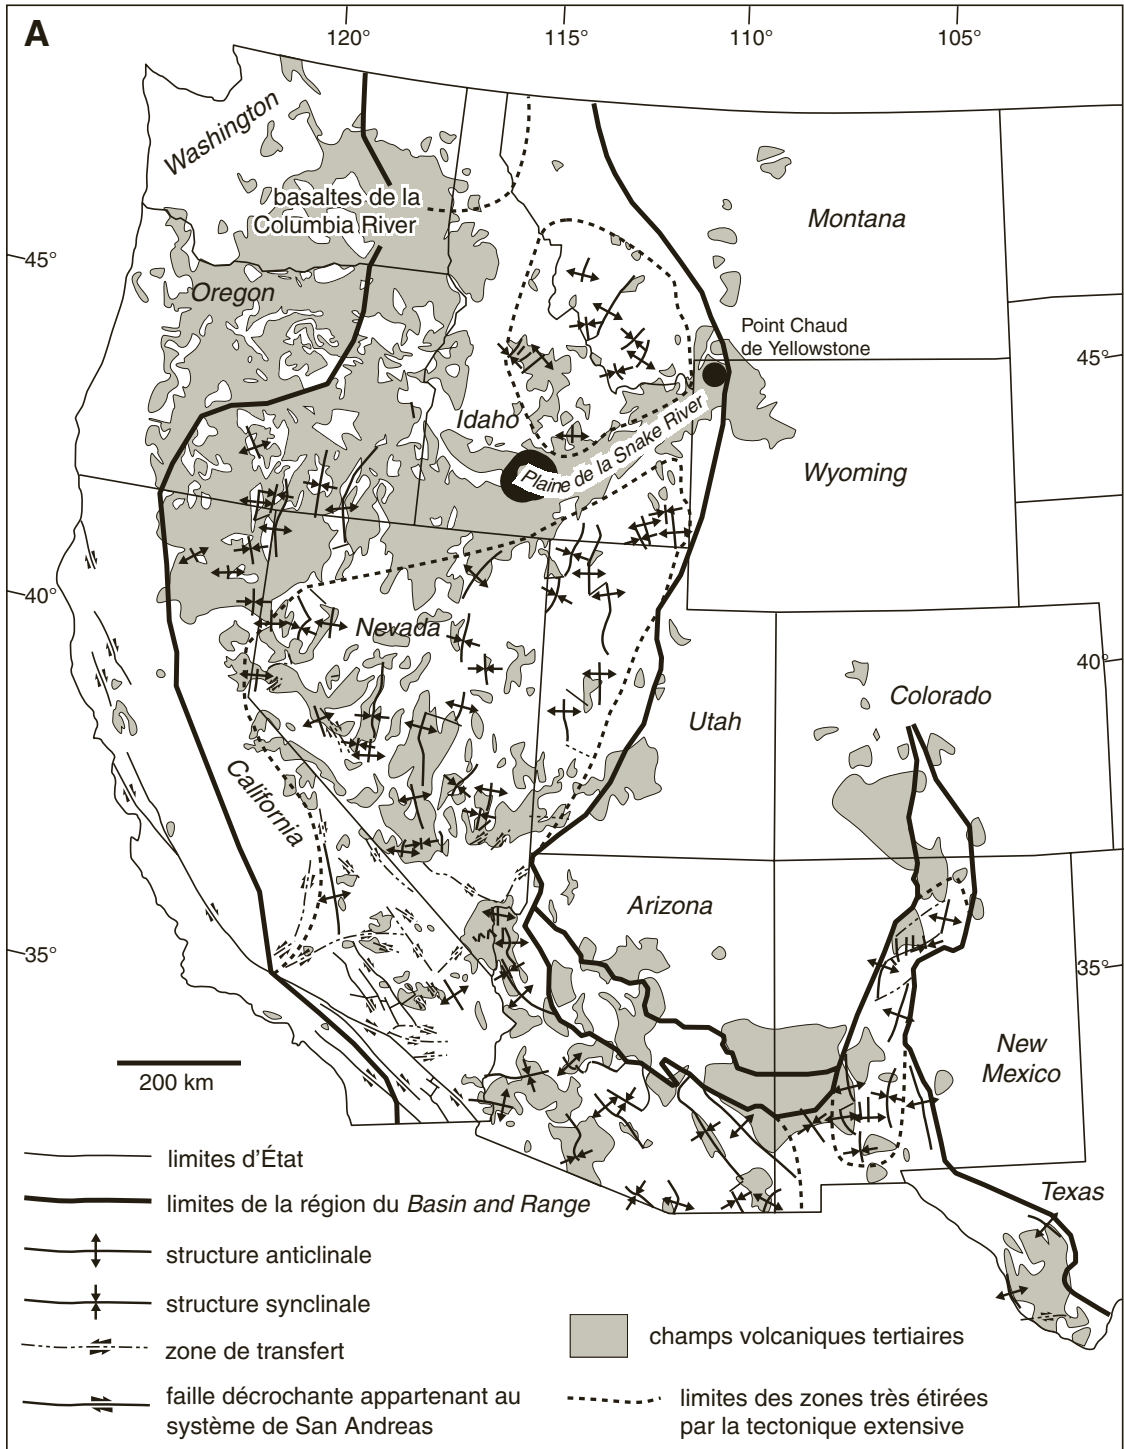 A
120°
115°
110°
105°
Washington
basaltes de la
Columbia River
Montana
45°
Oregon
Point Chaud
de Yellowstone
45°
Idaho
Plaine de la Snake River
Wyoming
40°
Nevada
40°
Colorado
Utah
California
Arizona
35°
35°
New
Mexico
200 km
Texas
limites d'État
limites de la région du Basin and Range
structure anticlinale
structure synclinale
zone de transfert
faille décrochante appartenant au
système de San Andreas
champs volcaniques tertiaires
limites des zones très étirées
par la tectonique extensive